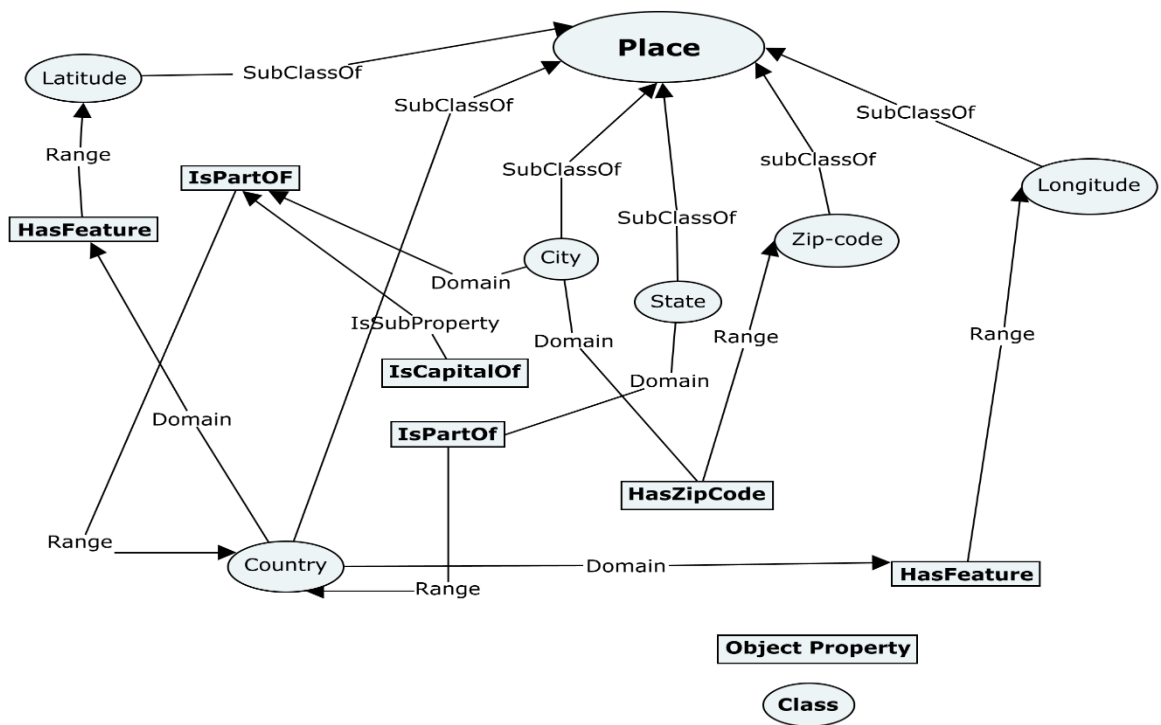 Place
Latitude
SubClassOf
SubClassOf
SubClassOf
Range
SubClassOf
subClassOf
IsPartOF
Longitude
SubClassOf
HasFeature
Zip-code
City
Domain
State
IsSubProperty
Domain
Range
Range
IsCapitalOf
Domain
Domain
IsPartOf
HasZipCode
Range
Country
Domain
HasFeature
Range
Object Property
Class